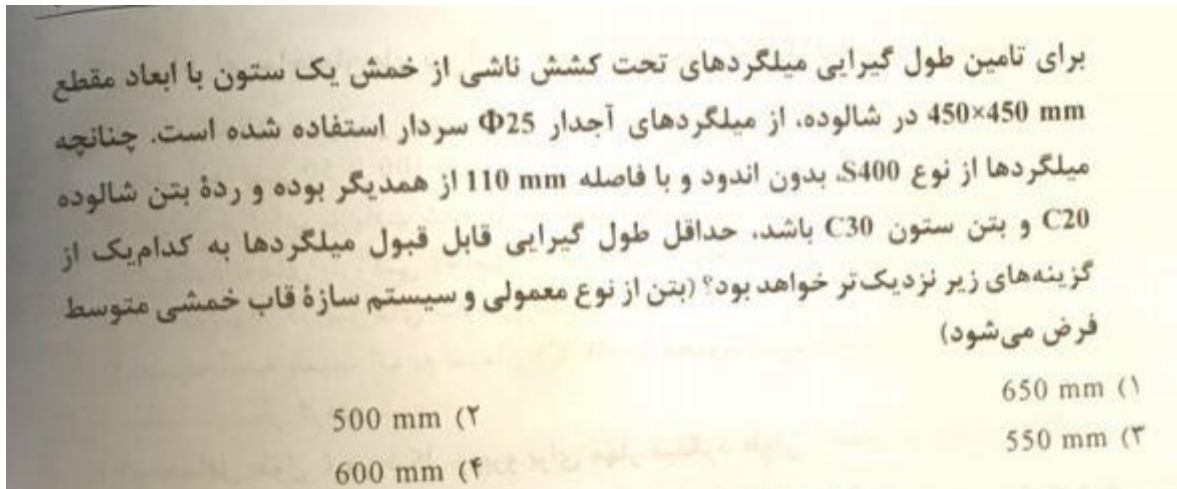 برای تامین طول گیرایی میلگردهای تحت کشش ناشی از خمش یک ستون با ابعاد مقطع
450×450 mm در شالوده، از میلگردهای آجدار Φ25 سردار استفاده شده است. چنانچه
میلگردها از نوع S400، بدون اندود و با فاصله 110 mm از همدیگر بوده و ردهٔ بتن شالوده
C20 و بتن ستون C30 باشد، حداقل طول گیرایی قابل قبول میلگردها به کدام‌یک از
گزینه‌های زیر نزدیک‌تر خواهد بود؟ (بتن از نوع معمولی و سیستم سازهٔ قاب خمشی متوسط
فرض می‌شود)
۱) 650 mm
۲) 500 mm
۳) 550 mm
۴) 600 mm